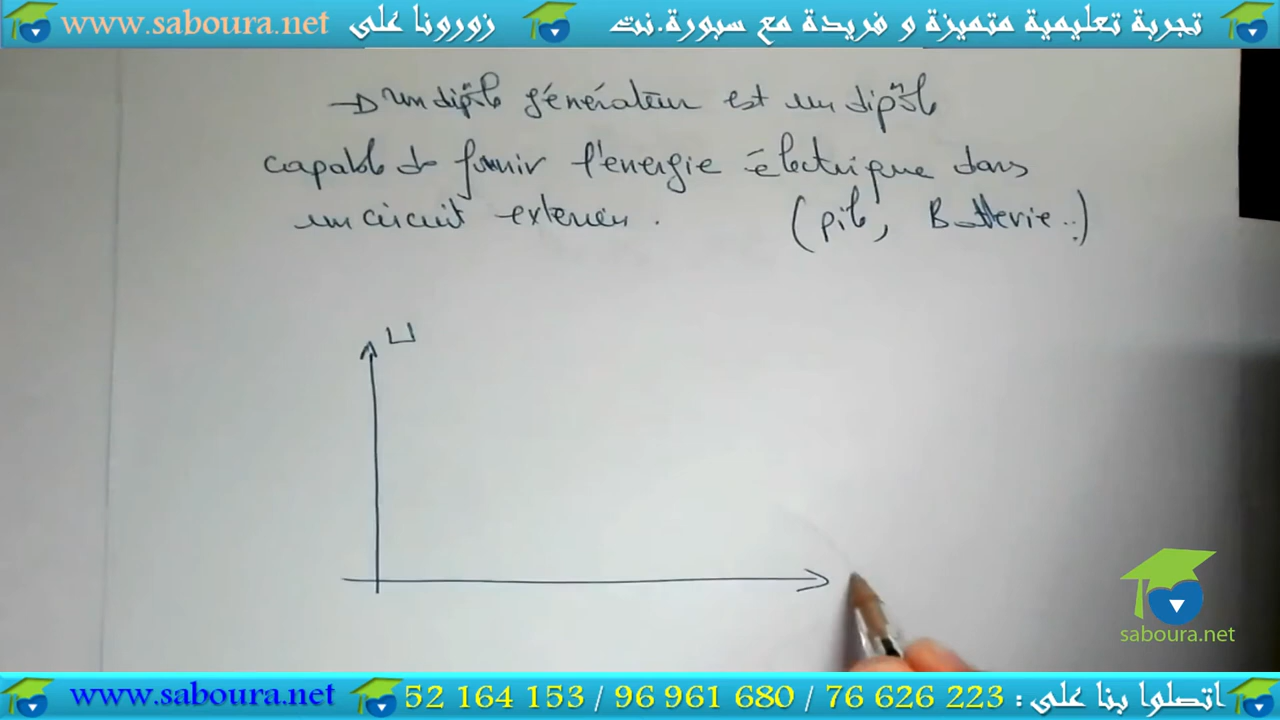 www.saboura.net زورونا على تجربة تعليمية متميزة و فريدة مع سبورة.نت
→ un dipôle générateur est un dipôle
capable de fournir l'énergie électrique dans
un circuit exterieur. (pile, Batterie..)
U
saboura.net
www.saboura.net 52 164 153 / 96 961 680 / 76 626 223 اتصلوا بنا على :